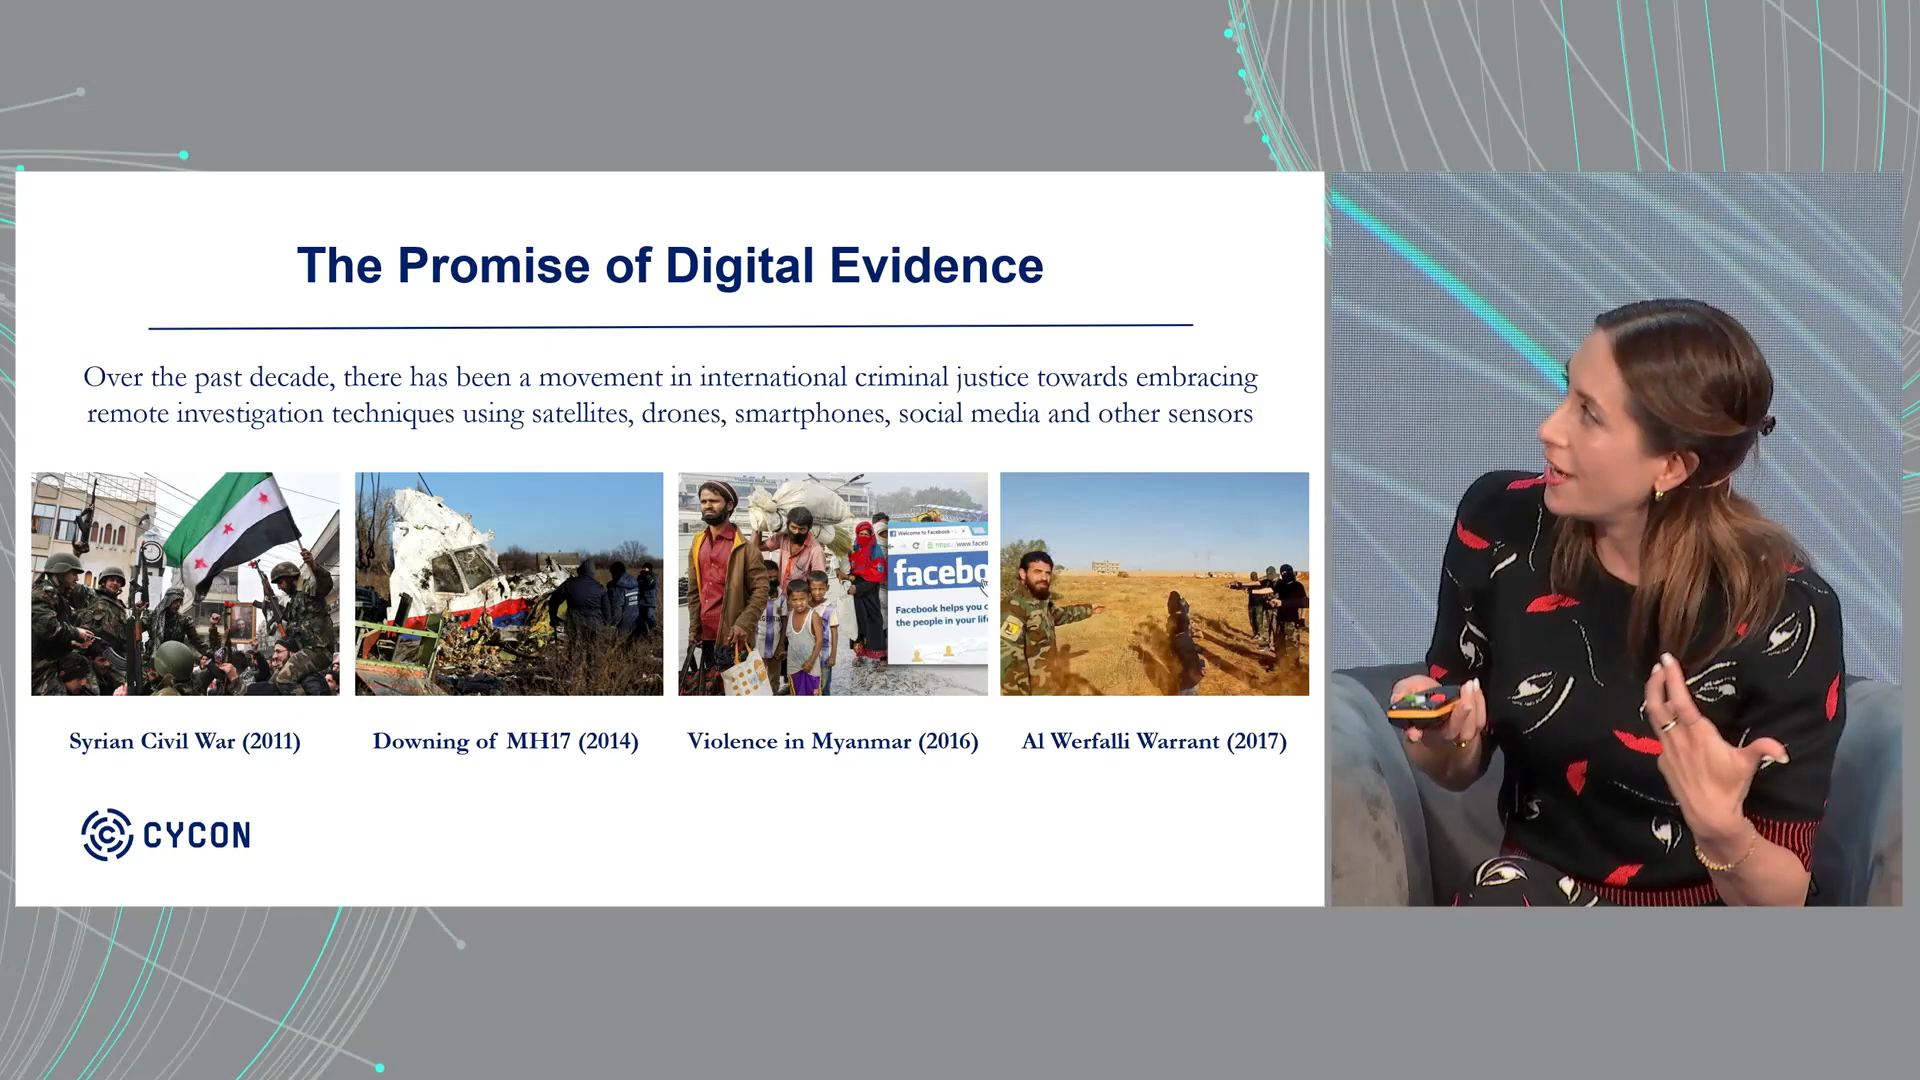 The Promise of Digital Evidence
Over the past decade, there has been a movement in international criminal justice towards embracing
remote investigation techniques using satellites, drones, smartphones, social media and other sensors
Welcome to Facebook
https://www.faceb
facebo
Facebook helps you c
the people in your life
Syrian Civil War (2011)
Downing of MH17 (2014)
Violence in Myanmar (2016)
Al Werfalli Warrant (2017)
CYCON